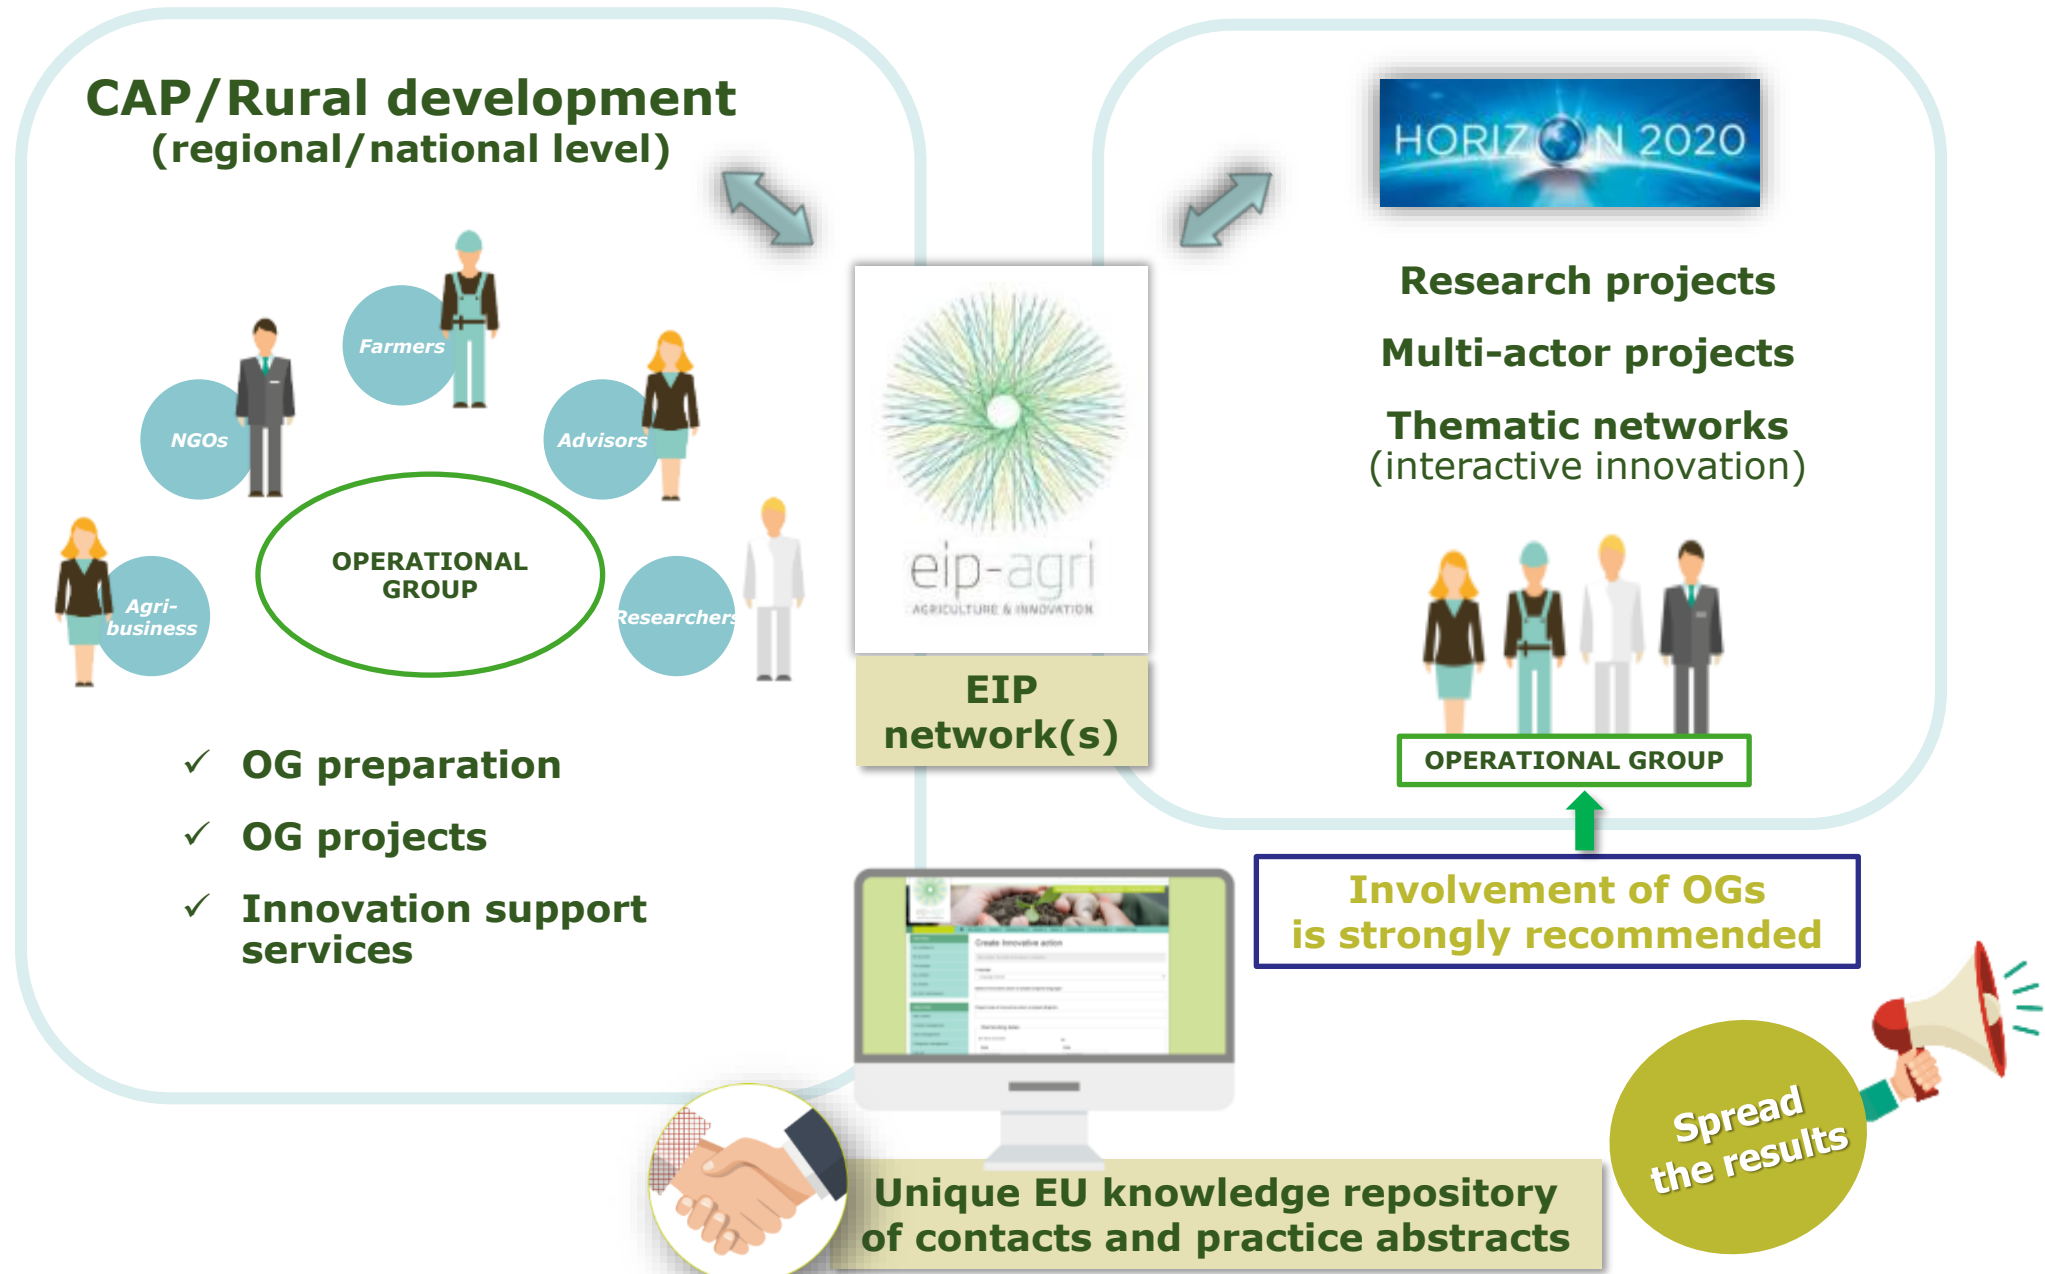 CAP/Rural development
(regional/national level)
Farmers
NGOs
Advisors
OPERATIONAL
GROUP
Agri-
business
Researchers
✓ OG preparation
✓ OG projects
✓ Innovation support
services
eip-agri
AGRICULTURE & INNOVATION
EIP
network(s)
HORIZON 2020
Research projects
Multi-actor projects
Thematic networks
(interactive innovation)
OPERATIONAL GROUP
Involvement of OGs
is strongly recommended
Create Innovative action
Spread
the results
Unique EU knowledge repository
of contacts and practice abstracts